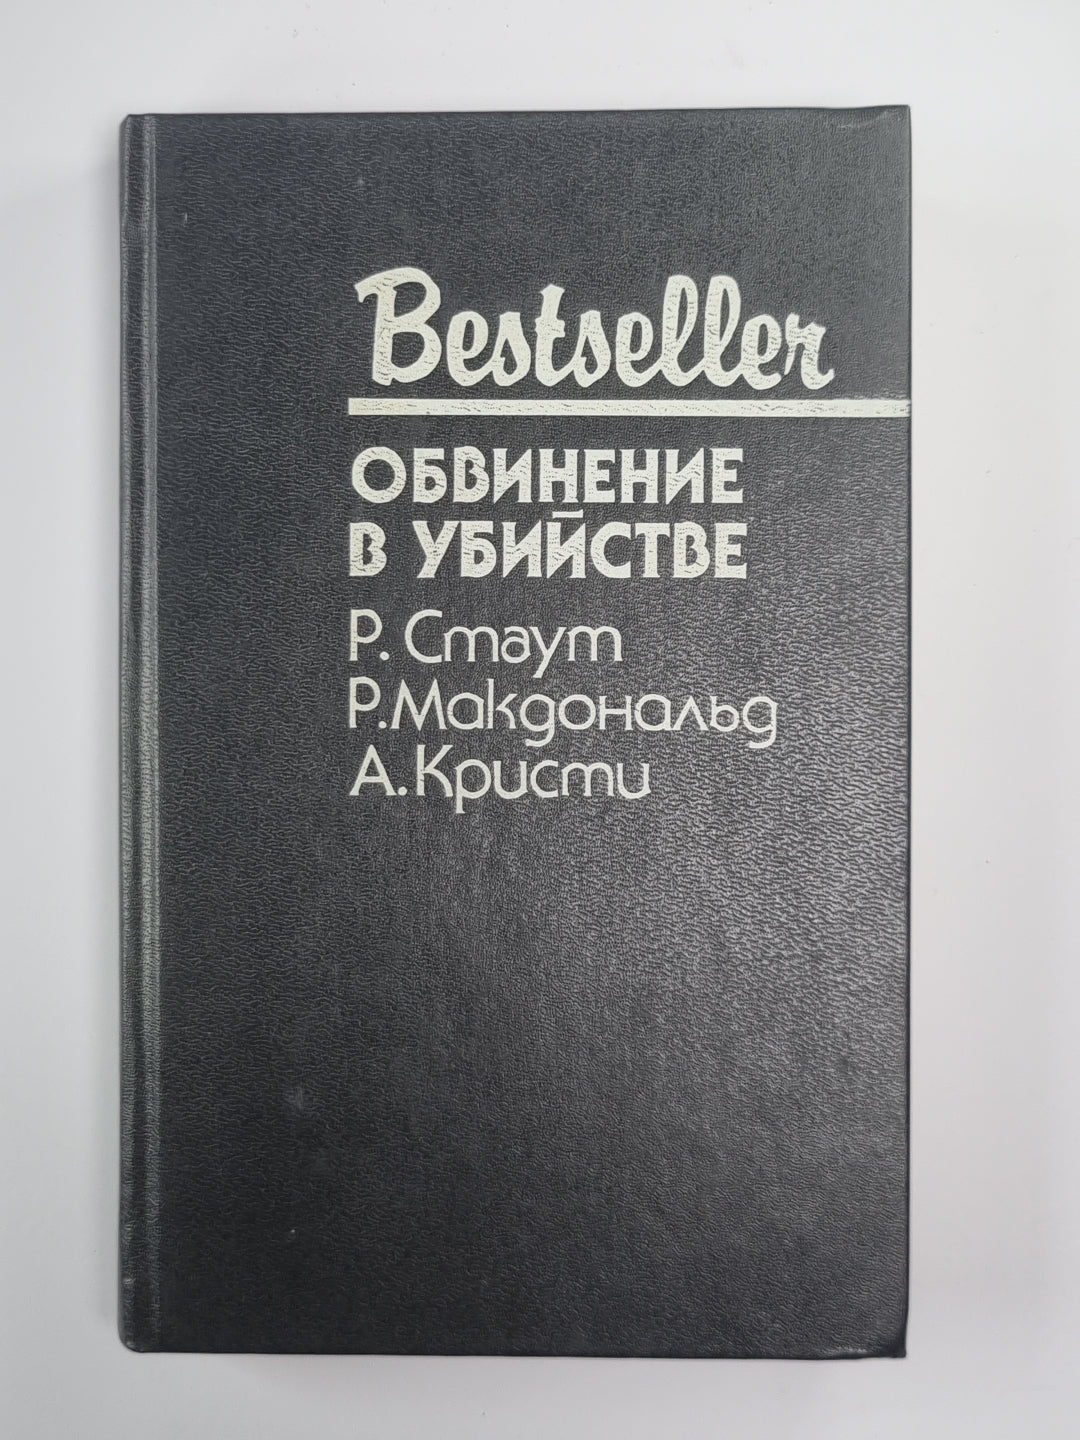 Bestseller
ОБВИНЕНИЕ
В УБИЙСТВЕ
Р. Стаут
Р. Макдональд
А. Кристи